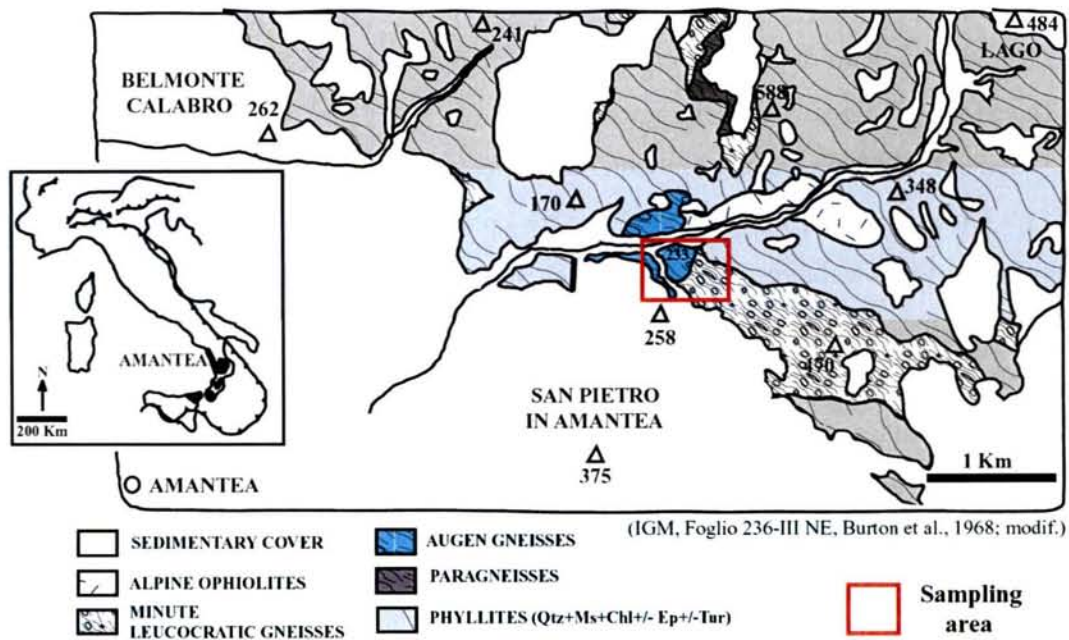 241
484
LAGO
BELMONTE
CALABRO
262
588
170
348
233
258
490
AMANTEA
N
200 Km
SAN PIETRO
IN AMANTEA
375
1 Km
AMANTEA
(IGM, Foglio 236-III NE, Burton et al., 1968; modif.)
SEDIMENTARY COVER
ALPINE OPHIOLITES
MINUTE
LEUCOCRATIC GNEISSES
AUGEN GNEISSES
PARAGNEISSES
PHYLLITES (Qtz+Ms+Chl+/- Ep+/-Tur)
Sampling
area